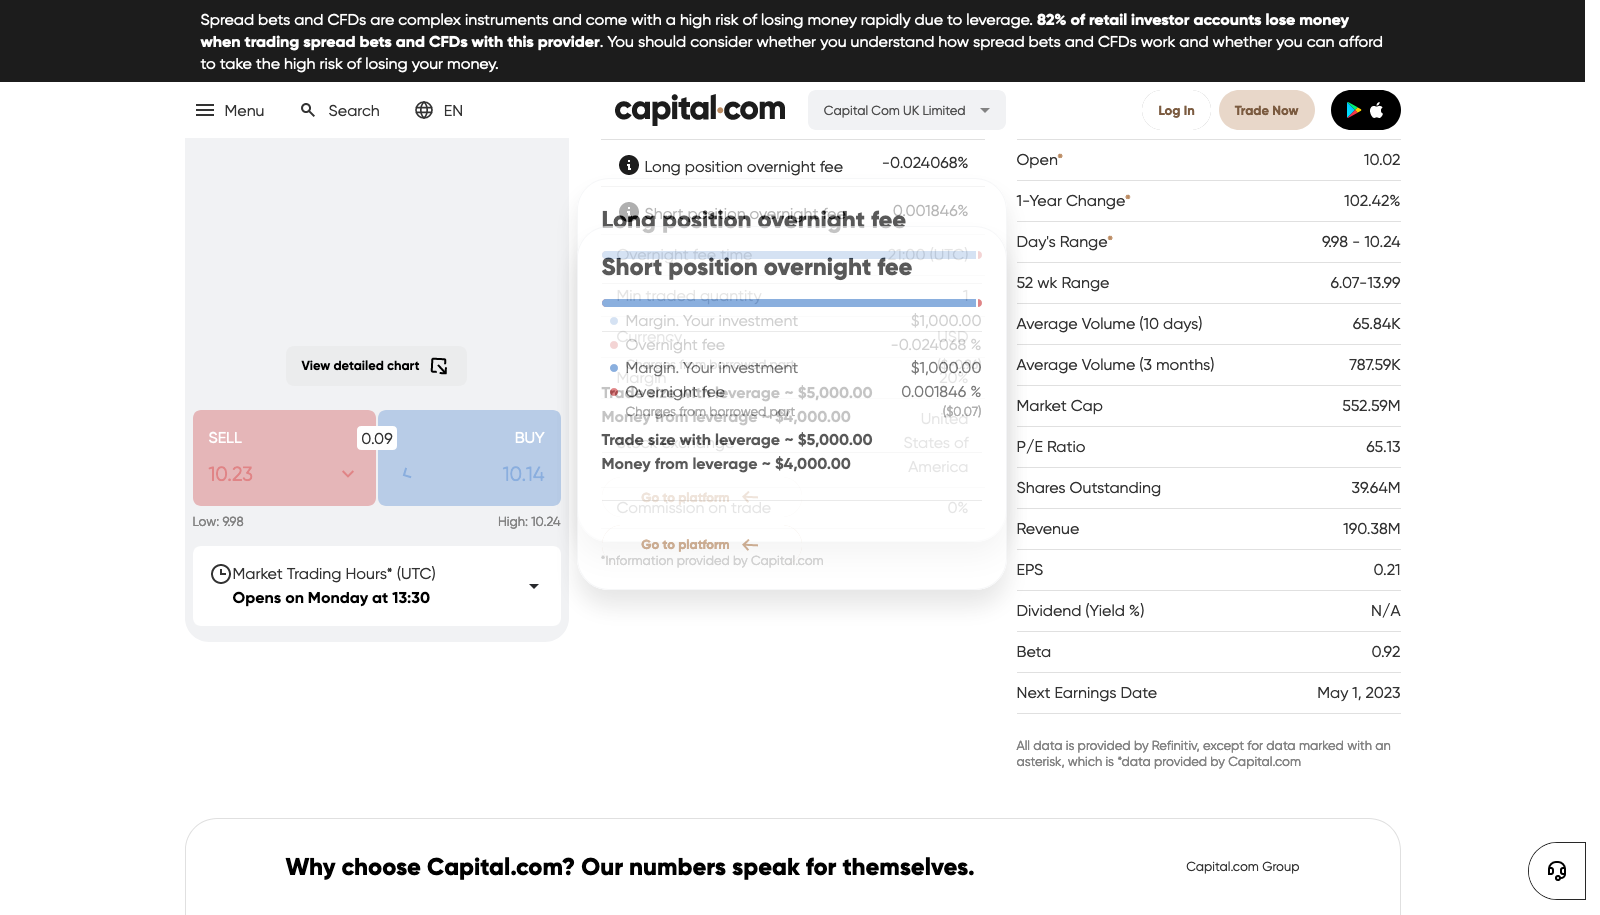 Spread bets and CFDs are complex instruments and come with a high risk of losing money rapidly due to leverage. 82% of retail investor accounts lose money
when trading spread bets and CFDs with this provider. You should consider whether you understand how spread bets and CFDs work and whether you can afford
to take the high risk of losing your money.
Menu
Search
EN
capital.com
Capital Com UK Limited
Log In
Trade Now
View detailed chart
SELL
10.23
0.09
BUY
10.14
Low: 9.98
High: 10.24
Market Trading Hours* (UTC)
Opens on Monday at 13:30
Long position overnight fee -0.024068%
Short position overnight fee 0.001846%
Long position overnight fee
Overnight fee time 21:00 (UTC)
Short position overnight fee
Min traded quantity 1
Margin. Your investment $1,000.00
Currency USD
Overnight fee -0.024068 %
Margin. Your investment $1,000.00
Margin 20%
Overnight fee 0.001846 %
Trade size with leverage ~ $5,000.00
Charges from borrowed part ($0.07)
Money from leverage ~ $4,000.00
United
States of
America
Trade size with leverage ~ $5,000.00
Money from leverage ~ $4,000.00
Go to platform
Commission on trade 0%
Go to platform
*Information provided by Capital.com
Open* 10.02
1-Year Change* 102.42%
Day's Range* 9.98 - 10.24
52 wk Range 6.07-13.99
Average Volume (10 days) 65.84K
Average Volume (3 months) 787.59K
Market Cap 552.59M
P/E Ratio 65.13
Shares Outstanding 39.64M
Revenue 190.38M
EPS 0.21
Dividend (Yield %) N/A
Beta 0.92
Next Earnings Date May 1, 2023
All data is provided by Refinitiv, except for data marked with an
asterisk, which is *data provided by Capital.com
Why choose Capital.com? Our numbers speak for themselves.
Capital.com Group